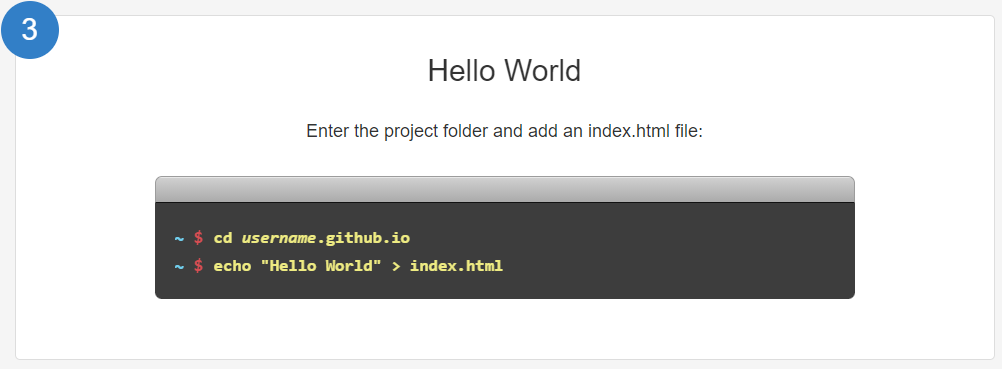 3
Hello World
Enter the project folder and add an index.html file:
~ $ cd username.github.io
~ $ echo "Hello World" > index.html